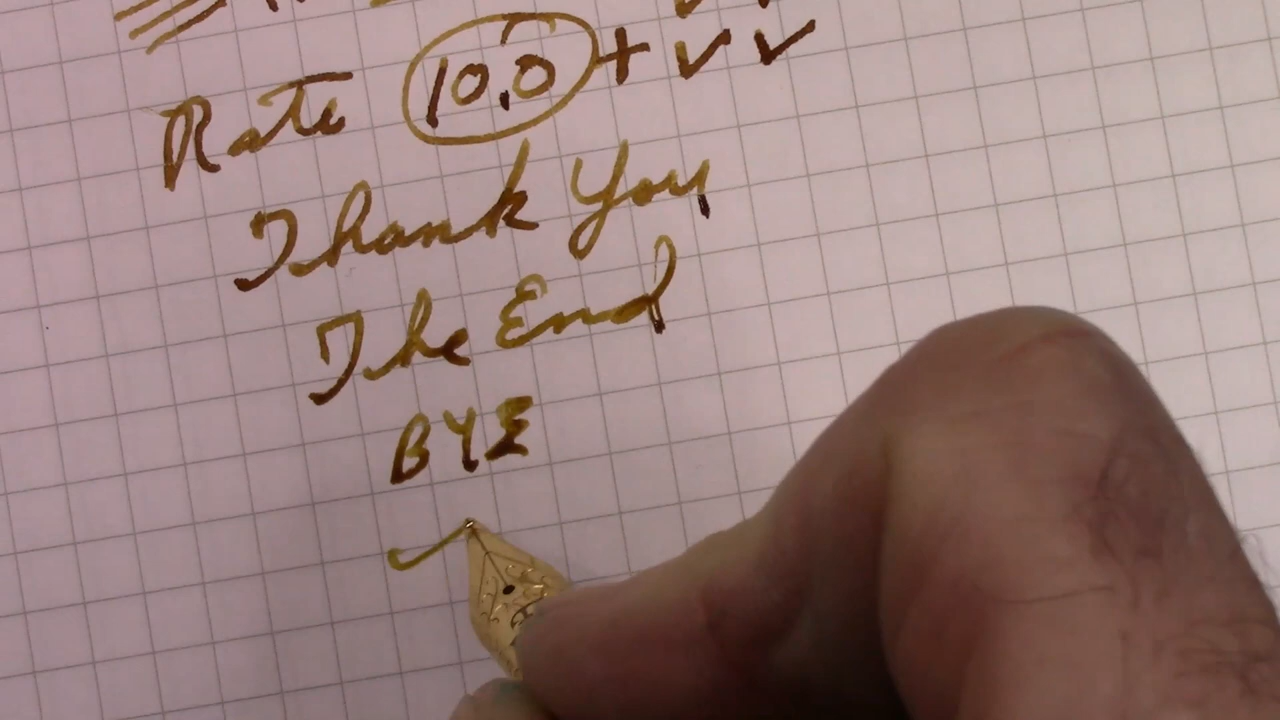 Rate 10.0 + ✓ ✓
Thank You
The End
BYE
✓